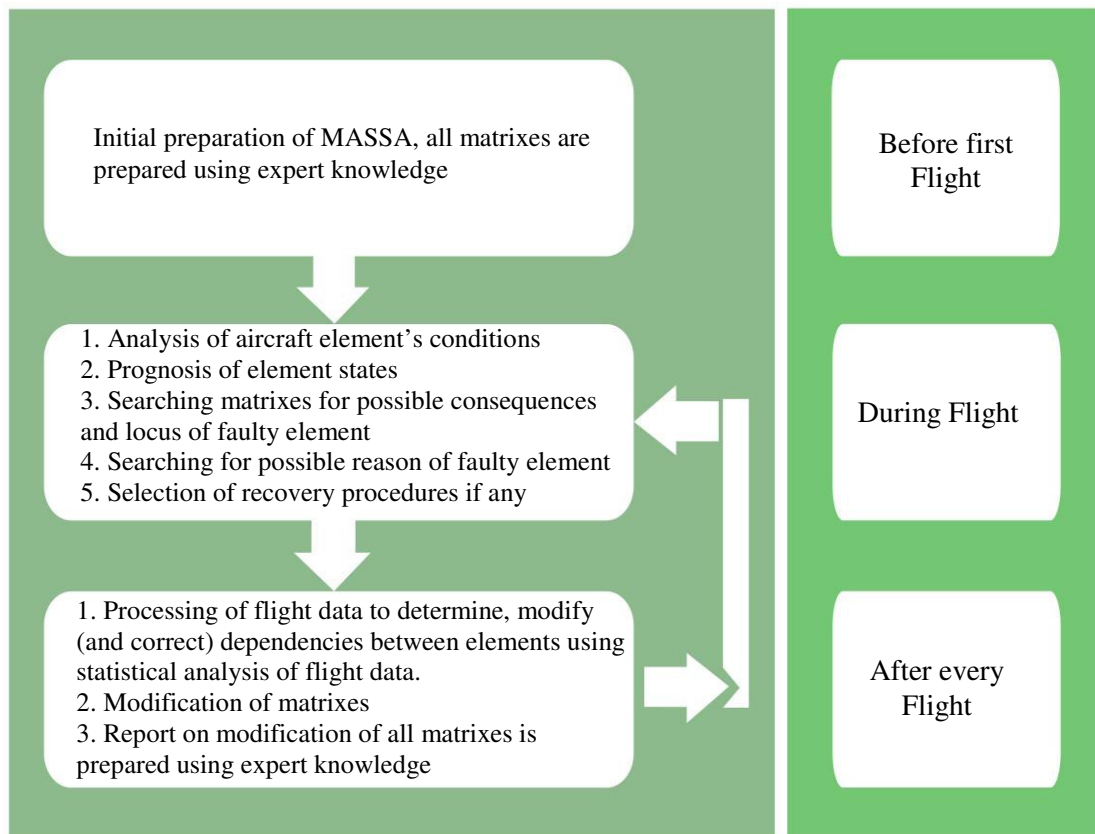 Initial preparation of MASSA, all matrixes are
prepared using expert knowledge
Before first
Flight
1. Analysis of aircraft element’s conditions
2. Prognosis of element states
3. Searching matrixes for possible consequences
and locus of faulty element
4. Searching for possible reason of faulty element
5. Selection of recovery procedures if any
During Flight
1. Processing of flight data to determine, modify
(and correct) dependencies between elements using
statistical analysis of flight data.
2. Modification of matrixes
3. Report on modification of all matrixes is
prepared using expert knowledge
After every
Flight